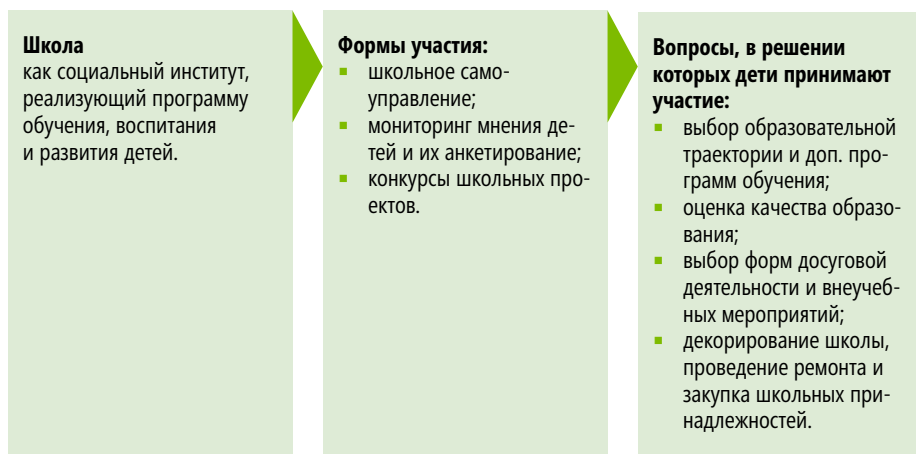 Школа
как социальный институт,
реализующий программу
обучения, воспитания
и развития детей.
Формы участия:
▪ школьное само-
управление;
▪ мониторинг мнения де-
тей и их анкетирование;
▪ конкурсы школьных про-
ектов.
Вопросы, в решении
которых дети принимают
участие:
▪ выбор образовательной
траектории и доп. про-
грамм обучения;
▪ оценка качества образо-
вания;
▪ выбор форм досуговой
деятельности и внеучеб-
ных мероприятий;
▪ декорирование школы,
проведение ремонта и
закупка школьных при-
надлежностей.